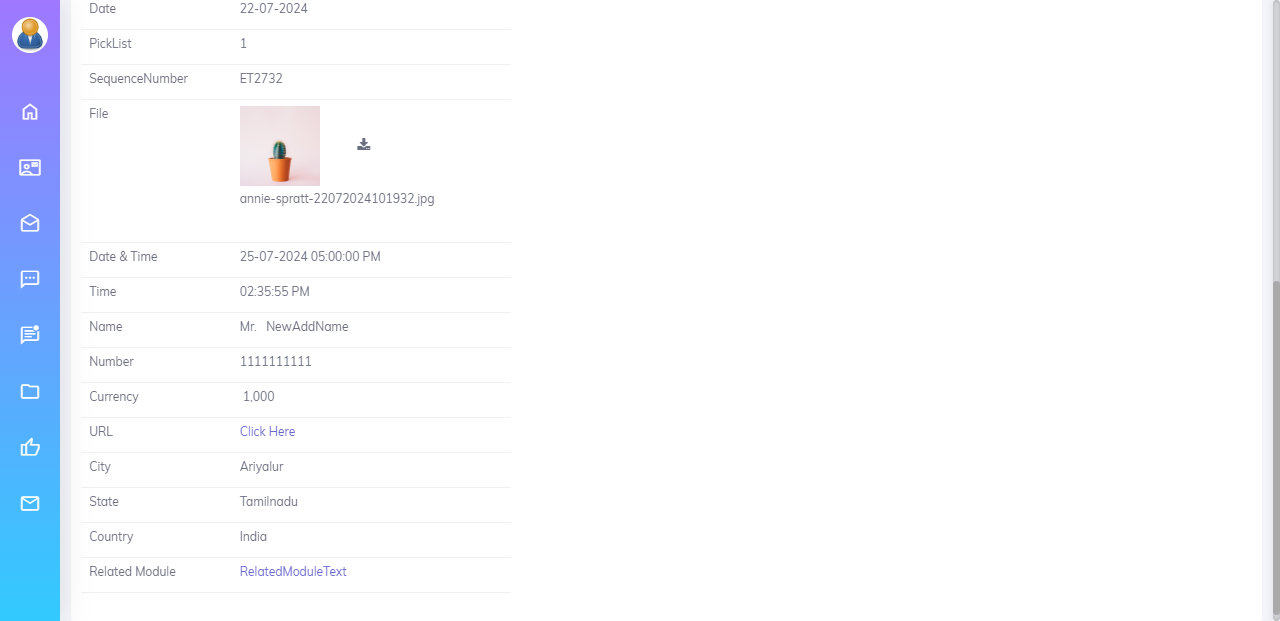 Date 22-07-2024
PickList 1
SequenceNumber ET2732
File
annie-spratt-22072024101932.jpg
Date & Time 25-07-2024 05:00:00 PM
Time 02:35:55 PM
Name Mr. NewAddName
Number 1111111111
Currency 1,000
URL Click Here
City Ariyalur
State Tamilnadu
Country India
Related Module RelatedModuleText